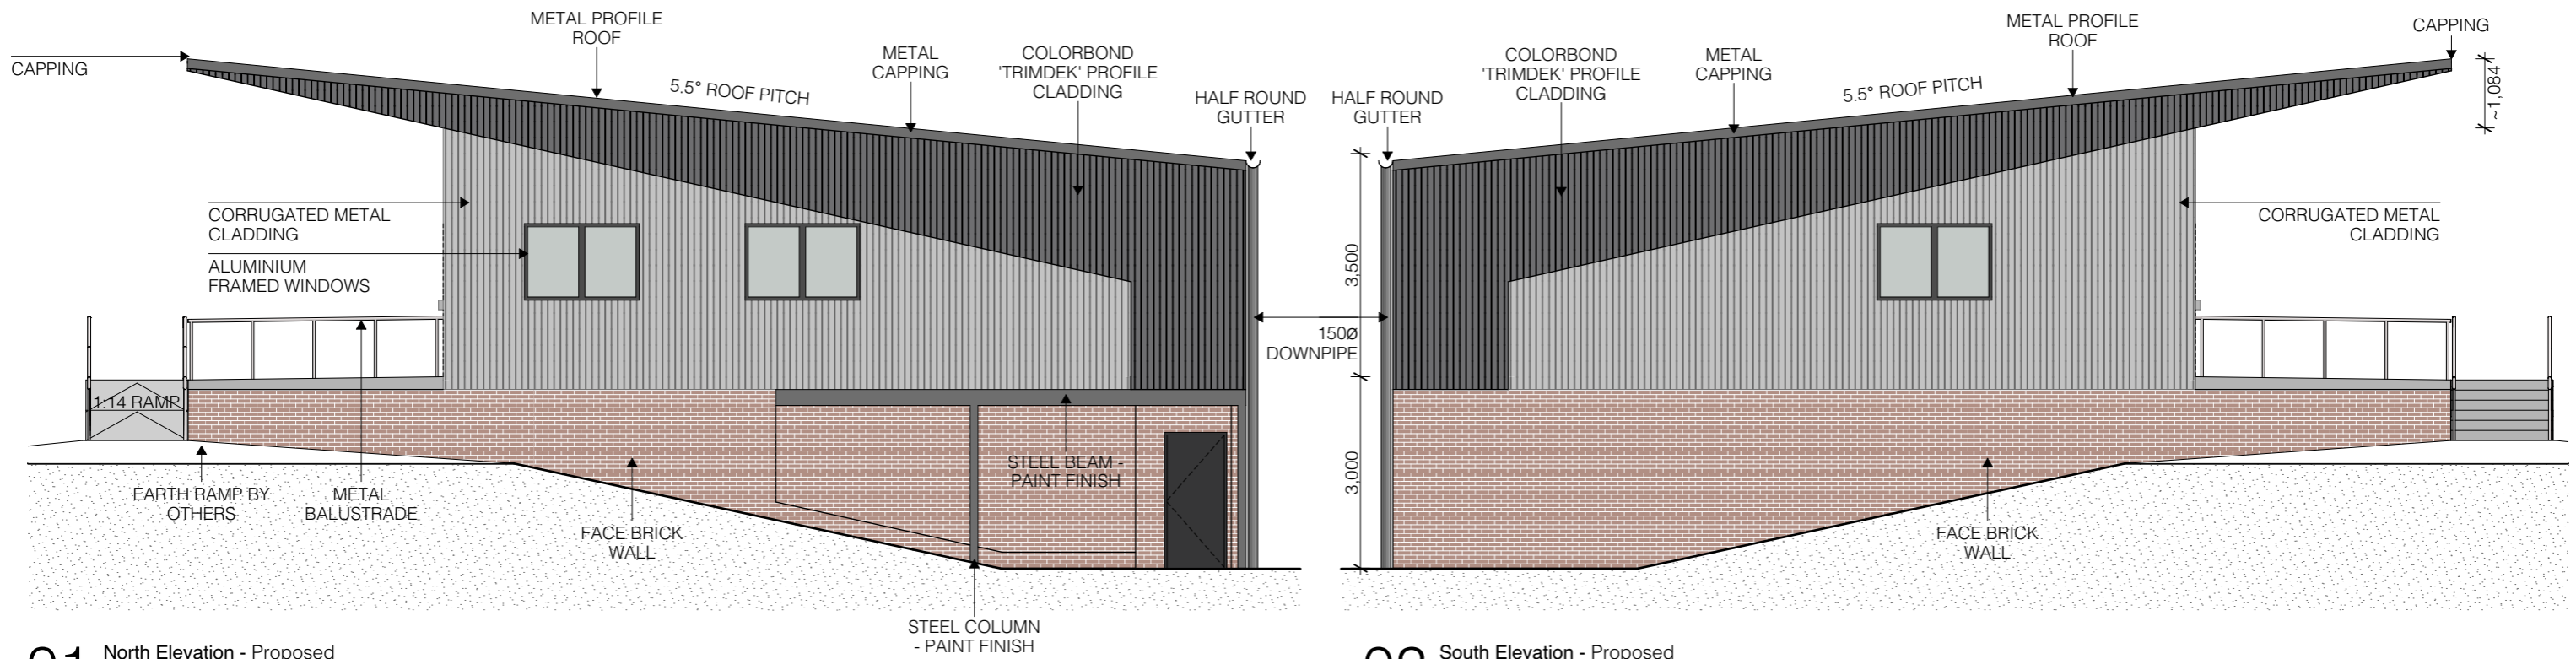 METAL PROFILE
ROOF
CAPPING
METAL
CAPPING
COLORBOND
'TRIMDEK' PROFILE
CLADDING
5.5° ROOF PITCH
HALF ROUND
GUTTER
CORRUGATED METAL
CLADDING
ALUMINIUM
FRAMED WINDOWS
1:14 RAMP
EARTH RAMP BY
OTHERS
METAL
BALUSTRADE
FACE BRICK
WALL
STEEL BEAM -
PAINT FINISH
STEEL COLUMN
- PAINT FINISH
150Ø
DOWNPIPE
North Elevation - Proposed
HALF ROUND
GUTTER
COLORBOND
'TRIMDEK' PROFILE
CLADDING
METAL
CAPPING
5.5° ROOF PITCH
METAL PROFILE
ROOF
CAPPING
~1,084
3,500
3,000
CORRUGATED METAL
CLADDING
FACE BRICK
WALL
South Elevation - Proposed